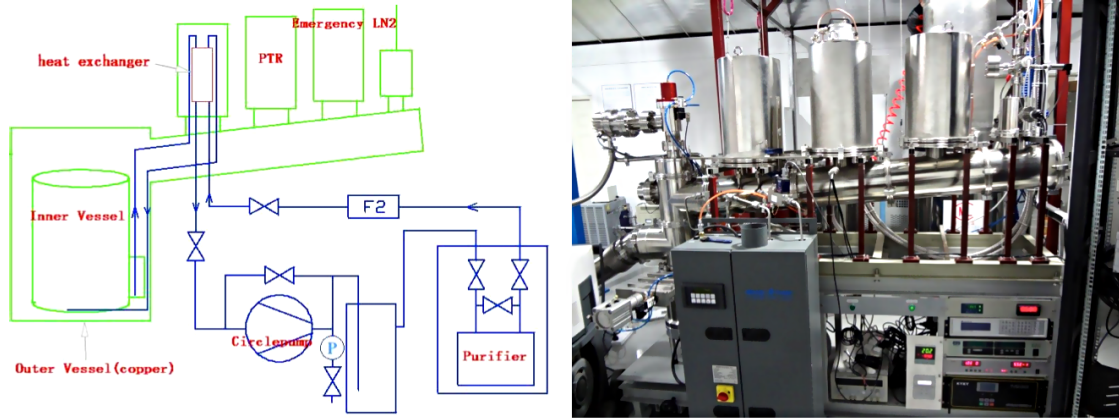 Emergency LN2
heat exchanger
PTR
Inner Vessel
F2
Circlepump
P
Purifier
Outer Vessel(copper)